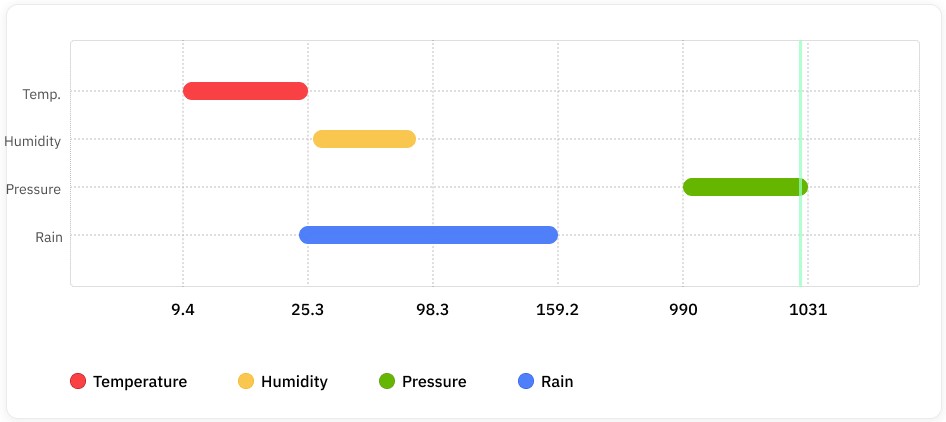 Temp.
Humidity
Pressure
Rain
9.4 25.3 98.3 159.2 990 1031
Temperature Humidity Pressure Rain